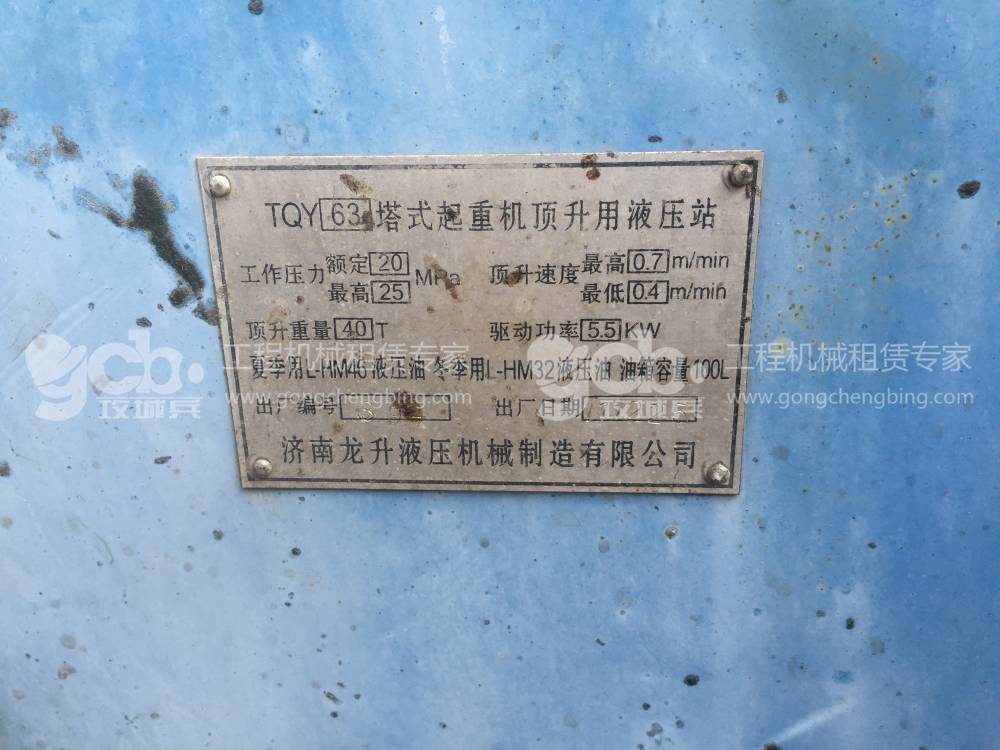 TQY 63 塔式起重机顶升用液压站
工作压力 额定 20 MPa 顶升速度 最高 0.7 m/min
最高 25 最低 0.4 m/min
顶升重量 40 T 驱动功率 5.5 KW
夏季用L-HM46液压油 冬季用L-HM32液压油 油箱容量100L
出厂编号 出厂日期
济南龙升液压机械制造有限公司
gcb 工程机械租赁专家 gcb 工程机械租赁专家
攻城兵 www.gongchengbing.com 攻城兵 www.gongchengbing.com